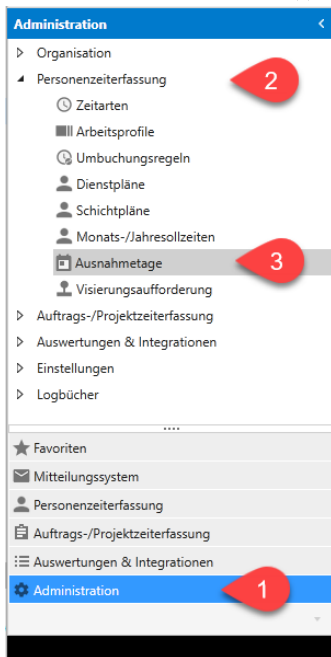 Administration
Organisation
Personenzeiterfassung
2
Zeitarten
Arbeitsprofile
Umbuchungsregeln
Dienstpläne
Schichtpläne
Monats-/Jahressollzeiten
Ausnahmetage
3
Visierungsaufforderung
Auftrags-/Projektzeiterfassung
Auswertungen & Integrationen
Einstellungen
Logbücher
Favoriten
Mitteilungssystem
Personenzeiterfassung
Auftrags-/Projektzeiterfassung
Auswertungen & Integrationen
Administration
1